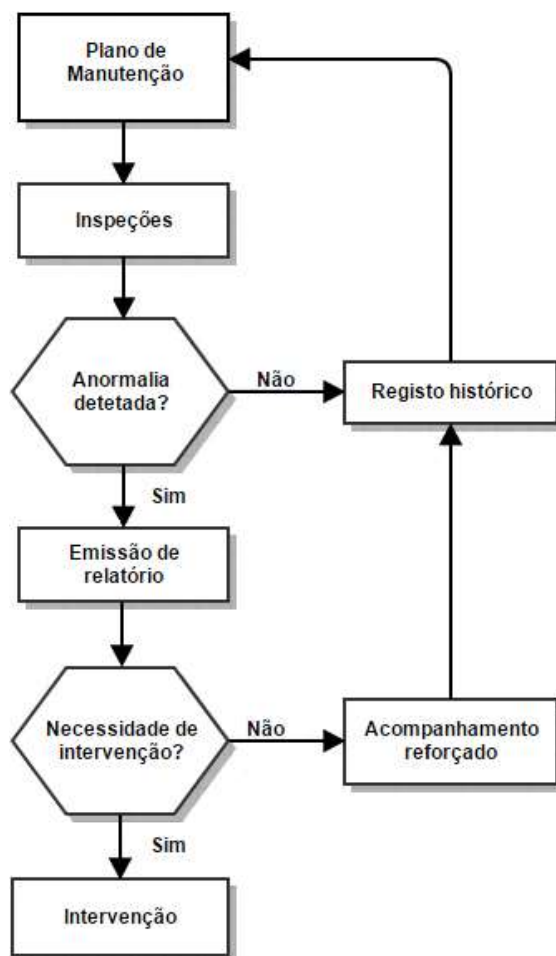 Plano de
Manutenção
Inspeções
Anormalia
detetada?
Não
Registo histórico
Sim
Emissão de
relatório
Necessidade de
intervenção?
Não
Acompanhamento
reforçado
Sim
Intervenção